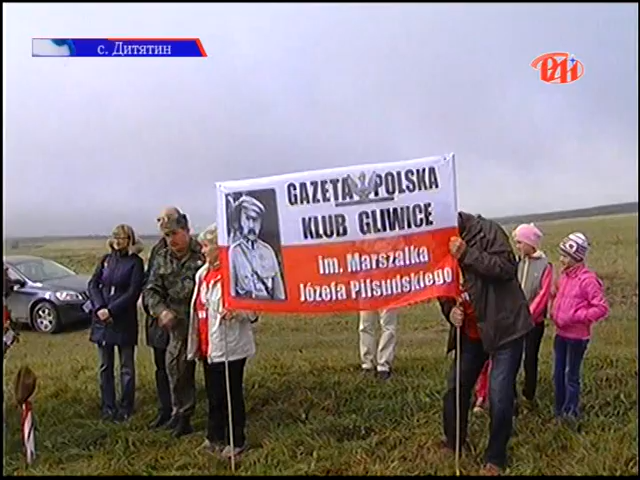 с. Дитятин
GAZETA POLSKA
KLUB GLIWICE
im. Marszałka
Józefa Piłsudskiego